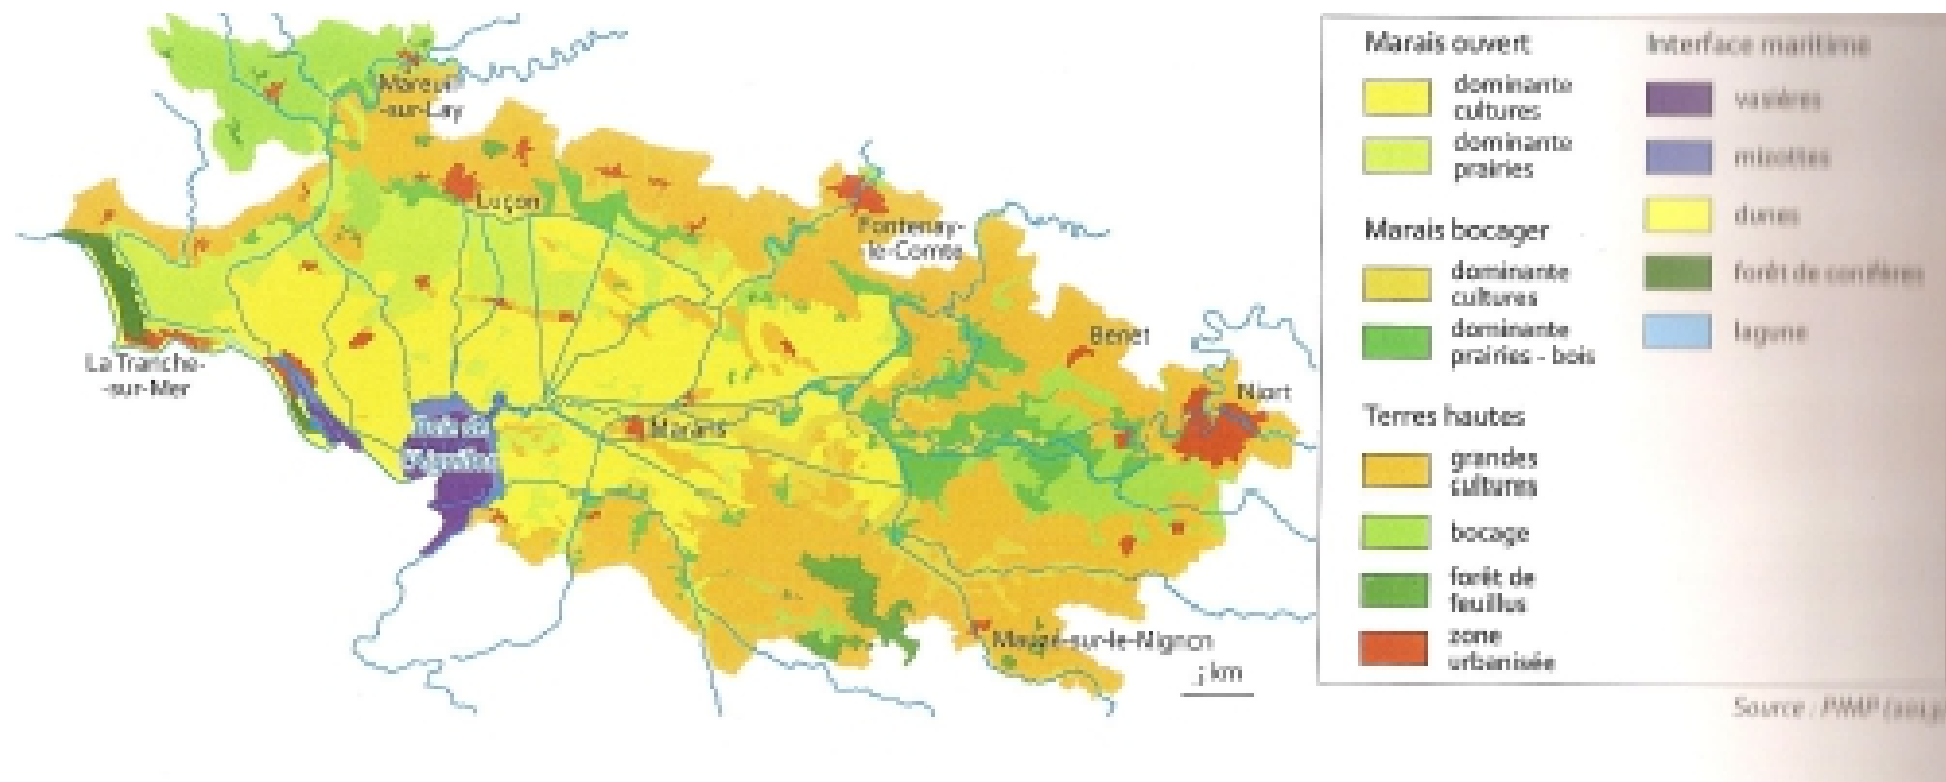 Mareuil
-sur-Lay
Luçon
Fontenay-
-le-Comte
Benet
Niort
La Tranche-
-sur-Mer
Marans
Mauzé-sur-le-Mignon
km
Marais ouvert
dominante
cultures
dominante
prairies
Marais bocager
dominante
cultures
dominante
prairies - bois
Terres hautes
grandes
cultures
bocage
forêt de
feuillus
zone
urbanisée
Interface maritime
vasières
mizottes
dunes
forêt de conifères
lagune
Source : PIMP